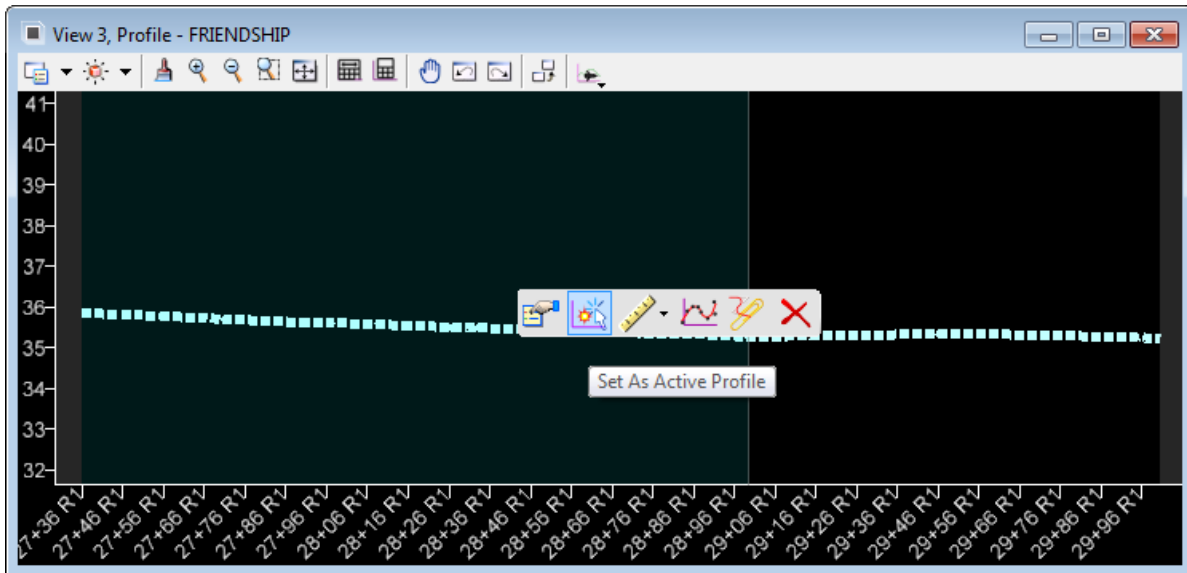 View 3, Profile - FRIENDSHIP
41
40
39
38
37
36
35
34
33
32
Set As Active Profile
27+36 R1
27+46 R1
27+56 R1
27+66 R1
27+76 R1
27+86 R1
27+96 R1
28+06 R1
28+16 R1
28+26 R1
28+36 R1
28+46 R1
28+56 R1
28+66 R1
28+76 R1
28+86 R1
28+96 R1
29+06 R1
29+16 R1
29+26 R1
29+36 R1
29+46 R1
29+56 R1
29+66 R1
29+76 R1
29+86 R1
29+96 R1